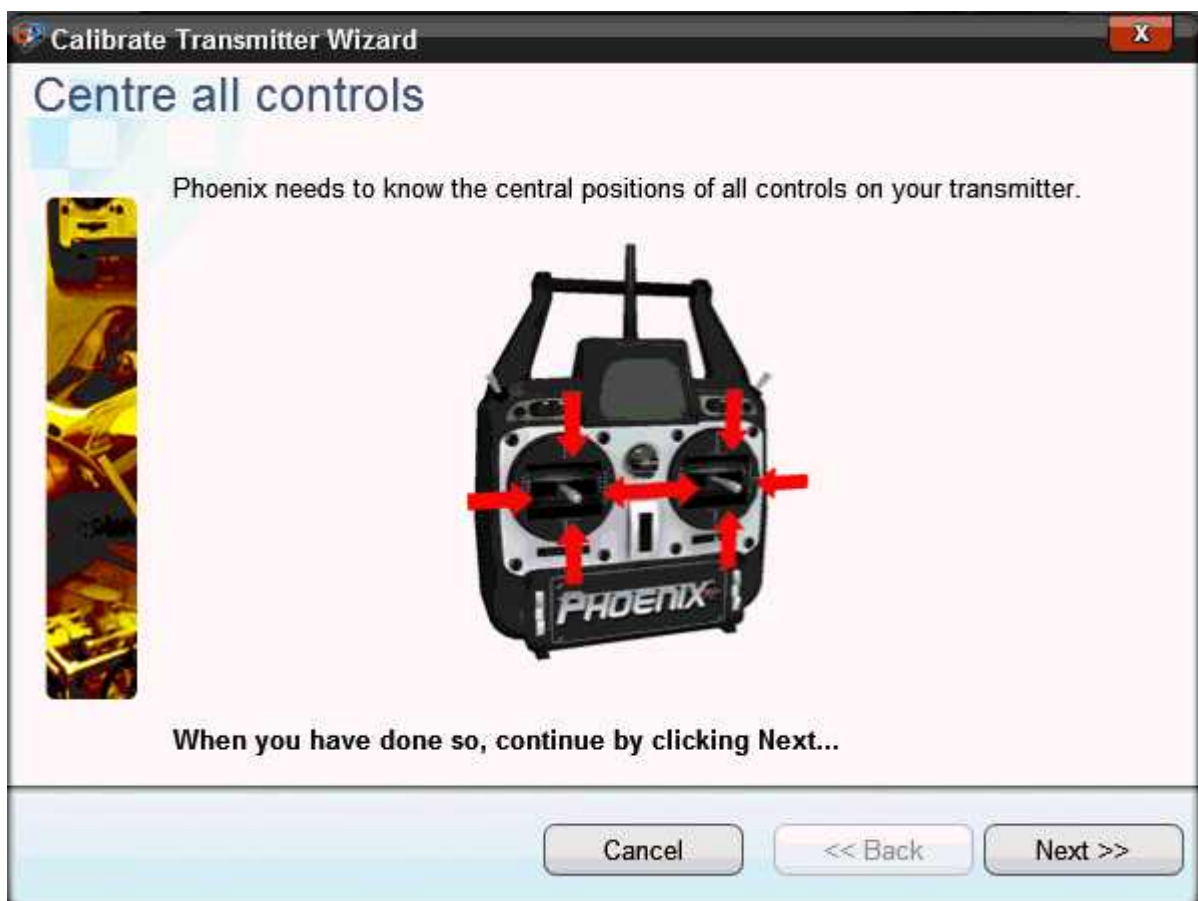 Calibrate Transmitter Wizard
X
Centre all controls
Phoenix needs to know the central positions of all controls on your transmitter.
PHOENIX
When you have done so, continue by clicking Next...
Cancel
<< Back
Next >>